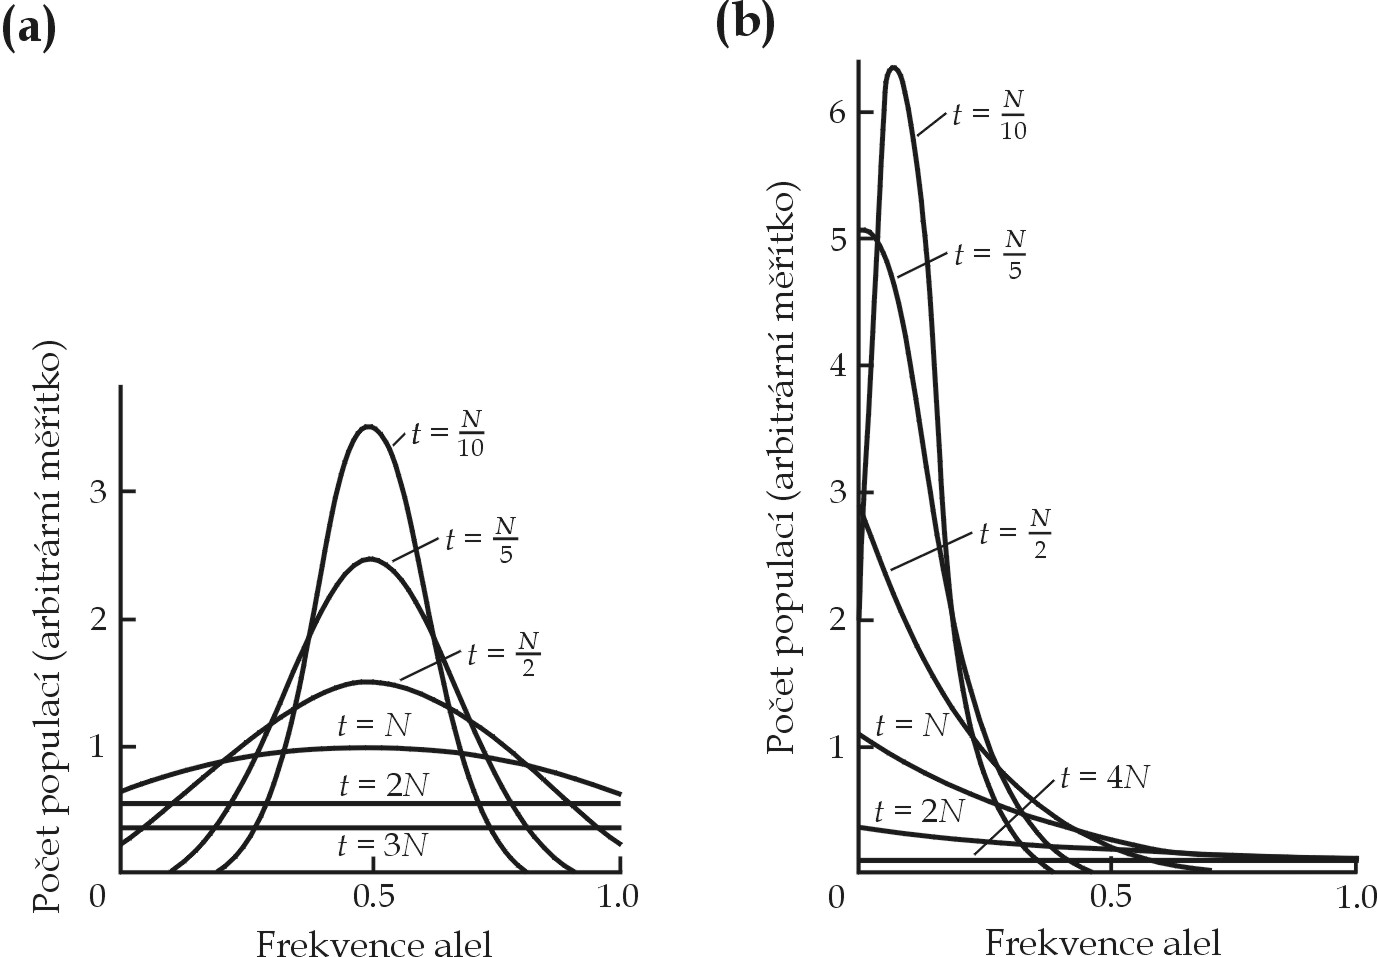 (a)
Počet populací (arbitrární měřítko)
3
2
1
0
0.5
1.0
t = N/10
t = N/5
t = N/2
t = N
t = 2N
t = 3N
Frekvence alel
(b)
Počet populací (arbitrární měřítko)
6
5
4
3
2
1
0
0.5
1.0
t = N/10
t = N/5
t = N/2
t = N
t = 4N
t = 2N
Frekvence alel